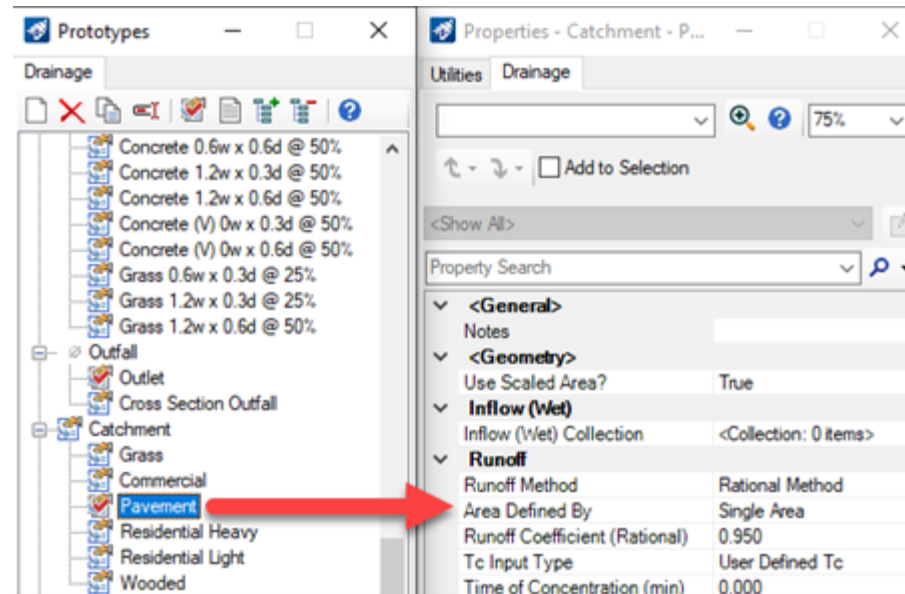 Prototypes
Drainage
Concrete 0.6w x 0.6d @ 50%
Concrete 1.2w x 0.3d @ 50%
Concrete 1.2w x 0.6d @ 50%
Concrete (V) 0w x 0.3d @ 50%
Concrete (V) 0w x 0.6d @ 50%
Grass 0.6w x 0.3d @ 25%
Grass 1.2w x 0.3d @ 25%
Grass 1.2w x 0.6d @ 50%
Outfall
Outlet
Cross Section Outfall
Catchment
Grass
Commercial
Pavement
Residential Heavy
Residential Light
Wooded
Properties - Catchment - P...
Utilities Drainage
75%
Add to Selection
<Show All>
Property Search
<General>
Notes
<Geometry>
Use Scaled Area? True
Inflow (Wet)
Inflow (Wet) Collection <Collection: 0 items>
Runoff
Runoff Method Rational Method
Area Defined By Single Area
Runoff Coefficient (Rational) 0.950
Tc Input Type User Defined Tc
Time of Concentration (min) 0.000